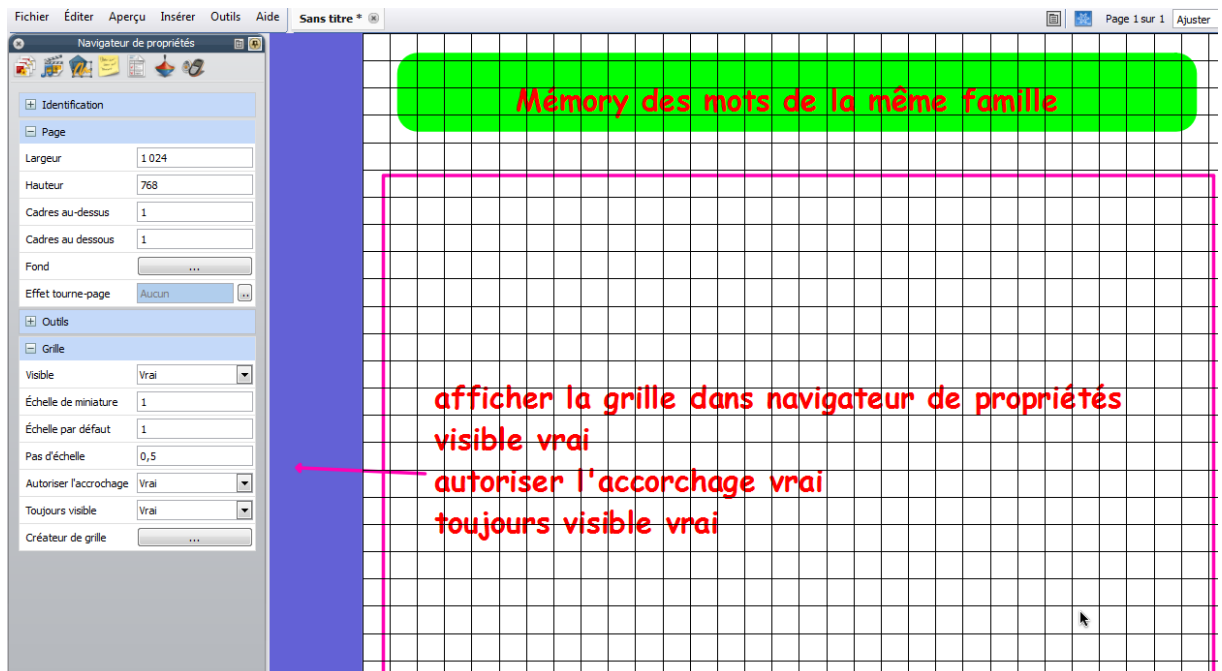 Fichier Éditer Aperçu Insérer Outils Aide Sans titre * Page 1 sur 1 Ajuster
Navigateur de propriétés
Identification
Page
Largeur 1 024
Hauteur 768
Cadres au-dessus 1
Cadres au dessous 1
Fond ...
Effet tourne-page Aucun ..
Outils
Grille
Visible Vrai
Échelle de miniature 1
Échelle par défaut 1
Pas d'échelle 0,5
Autoriser l'accrochage Vrai
Toujours visible Vrai
Créateur de grille ...
Mémory des mots de la même famille
afficher la grille dans navigateur de propriétés
visible vrai
autoriser l'accorchage vrai
toujours visible vrai